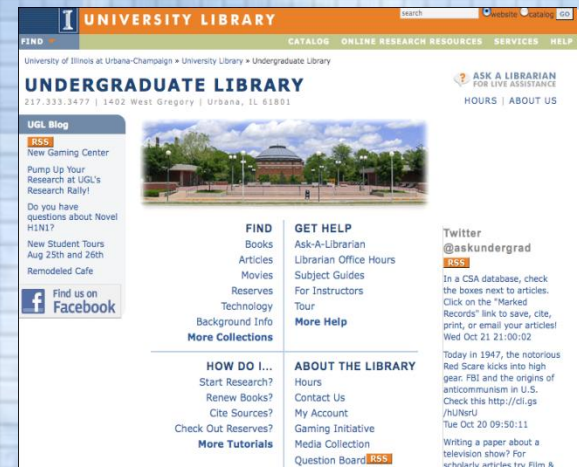 I UNIVERSITY LIBRARY
search
website catalog GO
FIND
CATALOG ONLINE RESEARCH RESOURCES SERVICES HELP
University of Illinois at Urbana-Champaign » University Library » Undergraduate Library
UNDERGRADUATE LIBRARY
217.333.3477 | 1402 West Gregory | Urbana, IL 61801
? ASK A LIBRARIAN
FOR LIVE ASSISTANCE
HOURS | ABOUT US
UGL Blog
RSS
New Gaming Center
Pump Up Your
Research at UGL's
Research Rally!
Do you have
questions about Novel
H1N1?
New Student Tours
Aug 25th and 26th
Remodeled Cafe
f Find us on
Facebook
FIND
Books
Articles
Movies
Reserves
Technology
Background Info
More Collections
GET HELP
Ask-A-Librarian
Librarian Office Hours
Subject Guides
For Instructors
Tour
More Help
HOW DO I...
Start Research?
Renew Books?
Cite Sources?
Check Out Reserves?
More Tutorials
ABOUT THE LIBRARY
Hours
Contact Us
My Account
Gaming Initiative
Media Collection
Question Board RSS
Twitter
@askundergrad
RSS
In a CSA database, check
the boxes next to articles.
Click on the "Marked
Records" link to save, cite,
print, or email your articles!
Wed Oct 21 21:00:02
Today in 1947, the notorious
Red Scare kicks into high
gear. FBI and the origins of
anticommunism in U.S.
Check this http://cli.gs
/hUNsrU
Tue Oct 20 09:50:11
Writing a paper about a
television show? For
scholarly articles try Film &